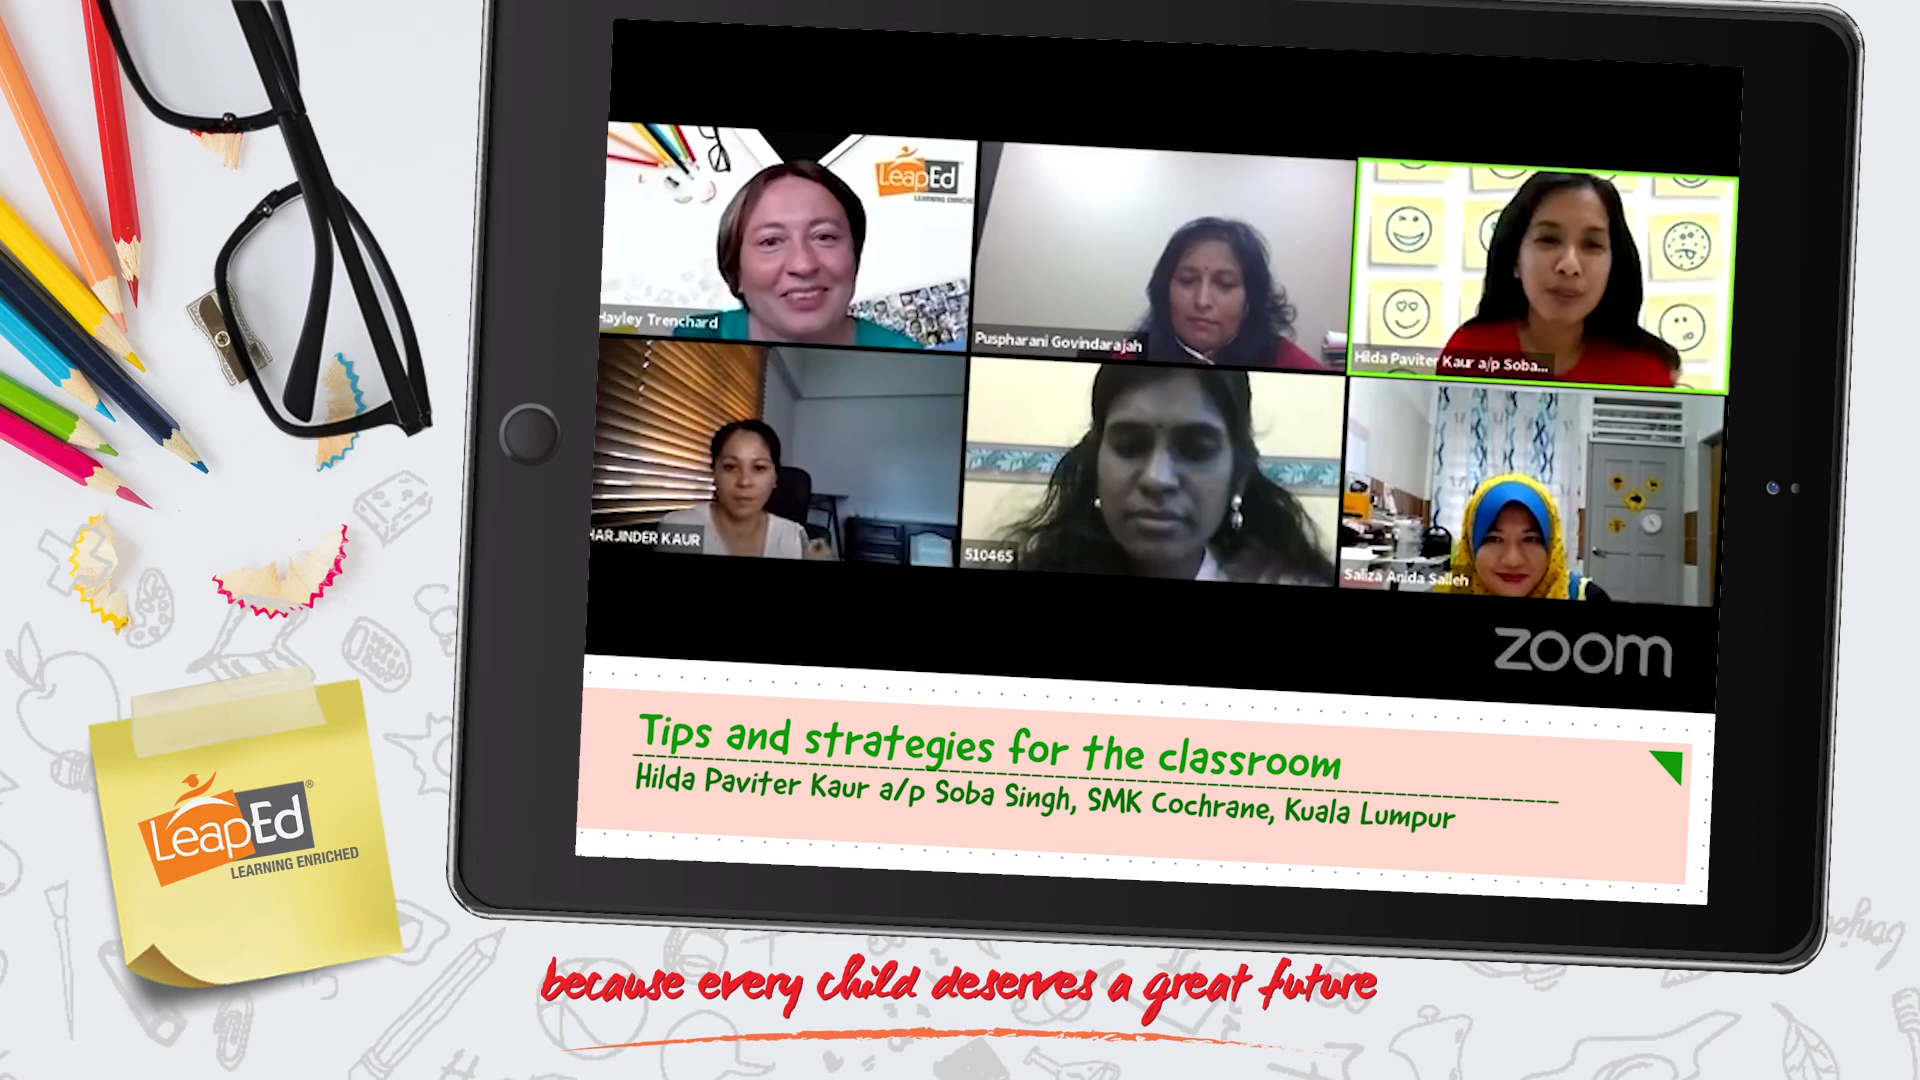 LeapEd
LEARNING ENRICHED
Hayley Trenchard
Puspharani Govindarajah
Hilda Paviter Kaur a/p Soba...
HARJINDER KAUR
510465
Saliza Anida Salleh
zoom
Tips and strategies for the classroom
Hilda Paviter Kaur a/p Soba Singh, SMK Cochrane, Kuala Lumpur
LeapEd®
LEARNING ENRICHED
because every child deserves a great future